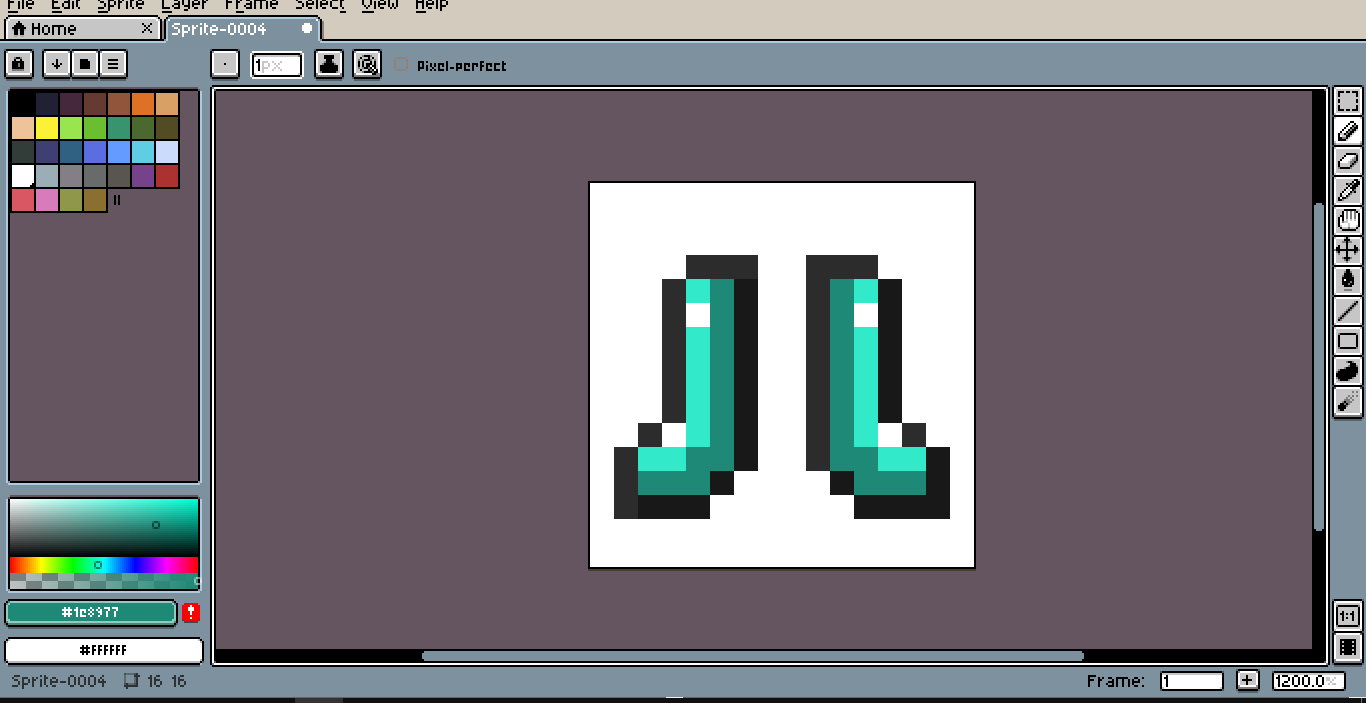 File Edit Sprite Layer Frame Select View Help
Home Sprite-0004
1px Pixel-perfect
#1c8977
#ffffff
1:1
Sprite-0004 16 16 Frame: 1 1200.0%